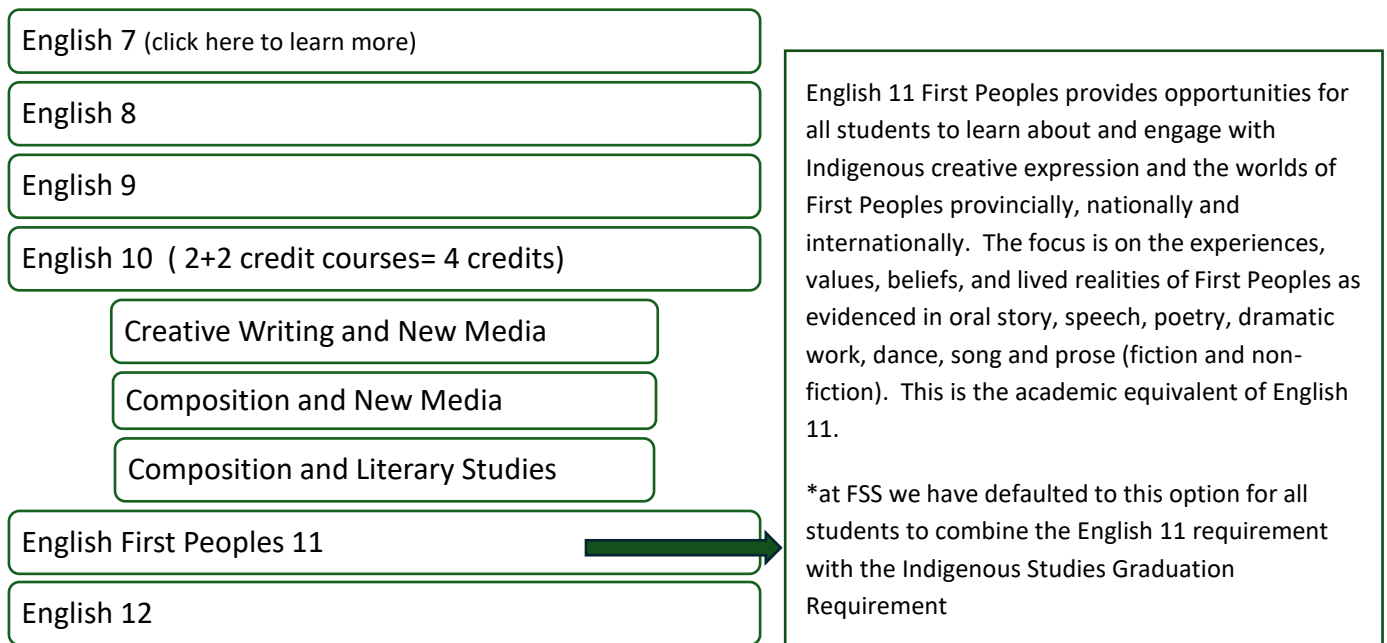 English 7 (click here to learn more)
English 8
English 9
English 10 ( 2+2 credit courses= 4 credits)
Creative Writing and New Media
Composition and New Media
Composition and Literary Studies
English First Peoples 11
English 12
English 11 First Peoples provides opportunities for
all students to learn about and engage with
Indigenous creative expression and the worlds of
First Peoples provincially, nationally and
internationally. The focus is on the experiences,
values, beliefs, and lived realities of First Peoples as
evidenced in oral story, speech, poetry, dramatic
work, dance, song and prose (fiction and non-
fiction). This is the academic equivalent of English
11.
*at FSS we have defaulted to this option for all
students to combine the English 11 requirement
with the Indigenous Studies Graduation
Requirement